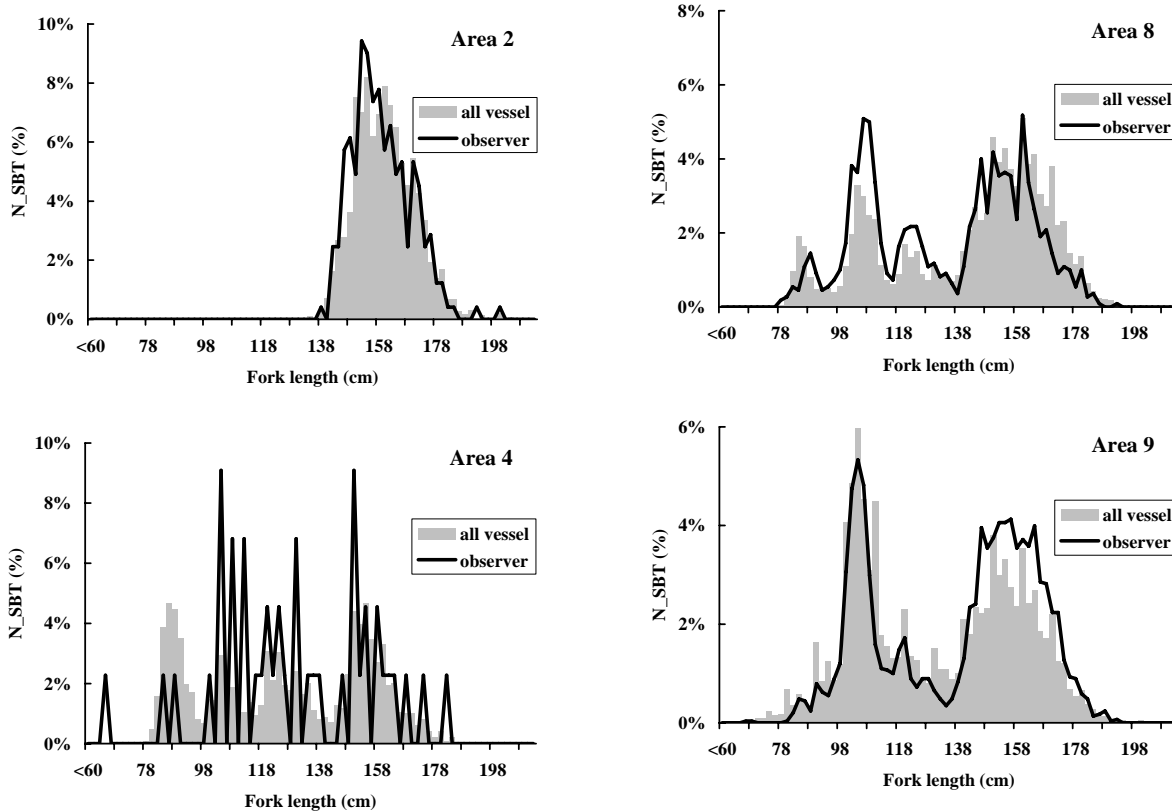 Area 2
N_SBT (%)
10%
8%
6%
4%
2%
0%
all vessel
observer
<60 78 98 118 138 158 178 198
Fork length (cm)
Area 8
N_SBT (%)
8%
6%
4%
2%
0%
all vessel
observer
<60 78 98 118 138 158 178 198
Fork length (cm)
Area 4
N_SBT (%)
10%
8%
6%
4%
2%
0%
all vessel
observer
<60 78 98 118 138 158 178 198
Fork length (cm)
Area 9
N_SBT (%)
6%
4%
2%
0%
all vessel
observer
<60 78 98 118 138 158 178 198
Fork length (cm)